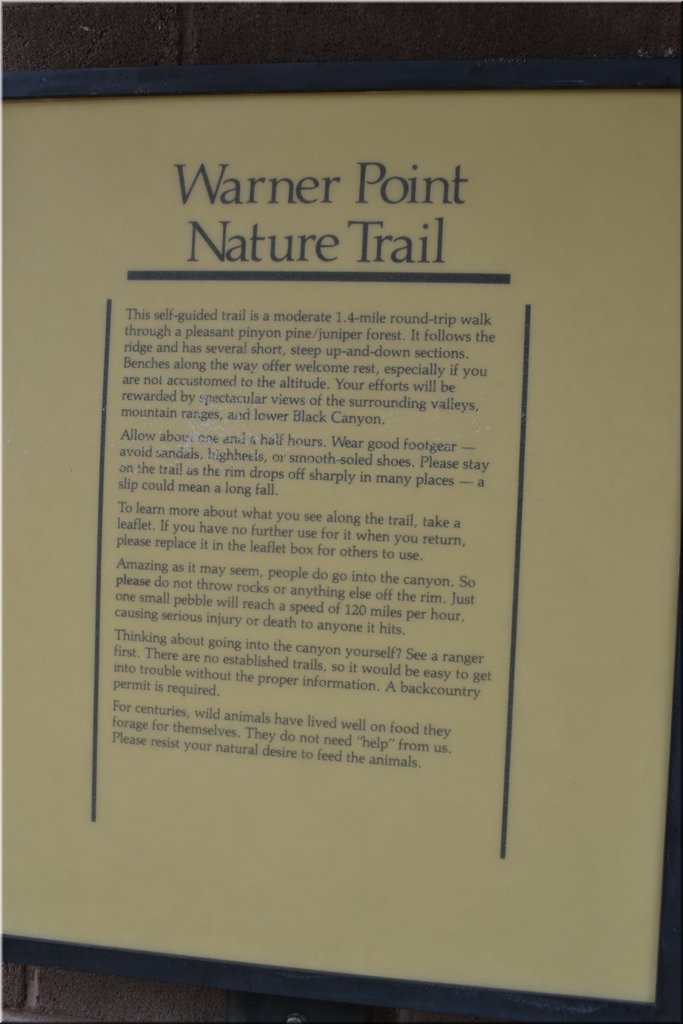 Warner Point
Nature Trail
This self-guided trail is a moderate 1.4-mile round-trip walk
through a pleasant pinyon pine/juniper forest. It follows the
ridge and has several short, steep up-and-down sections.
Benches along the way offer welcome rest, especially if you
are not accustomed to the altitude. Your efforts will be
rewarded by spectacular views of the surrounding valleys,
mountain ranges, and lower Black Canyon.
Allow about one and a half hours. Wear good footgear —
avoid sandals, highheels, or smooth-soled shoes. Please stay
on the trail as the rim drops off sharply in many places — a
slip could mean a long fall.
To learn more about what you see along the trail, take a
leaflet. If you have no further use for it when you return,
please replace it in the leaflet box for others to use.
Amazing as it may seem, people do go into the canyon. So
please do not throw rocks or anything else off the rim. Just
one small pebble will reach a speed of 120 miles per hour,
causing serious injury or death to anyone it hits.
Thinking about going into the canyon yourself? See a ranger
first. There are no established trails, so it would be easy to get
into trouble without the proper information. A backcountry
permit is required.
For centuries, wild animals have lived well on food they
forage for themselves. They do not need "help" from us.
Please resist your natural desire to feed the animals.